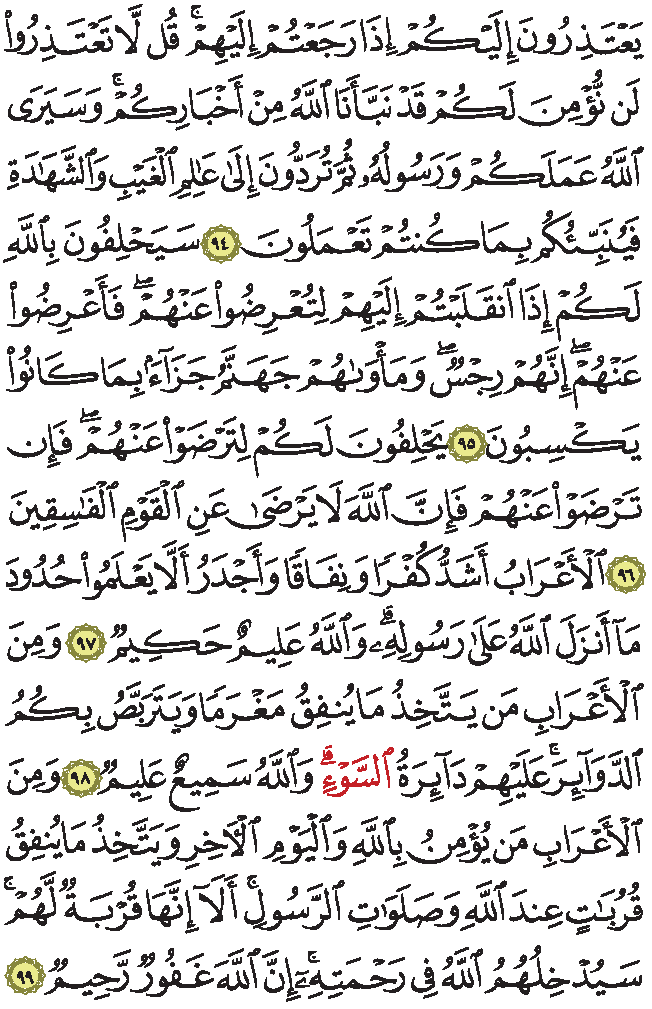 يَعْتَذِرُونَ إِلَيْكُمْ إِذَا رَجَعْتُمْ إِلَيْهِمْ ۚ قُل لَّا تَعْتَذِرُوا۟
لَن نُّؤْمِنَ لَكُمْ قَدْ نَبَّأَنَا ٱللَّهُ مِنْ أَخْبَارِكُمْ ۚ وَسَيَرَى
ٱللَّهُ عَمَلَكُمْ وَرَسُولُهُۥ ثُمَّ تُرَدُّونَ إِلَىٰ عَٰلِمِ ٱلْغَيْبِ وَٱلشَّهَٰدَةِ
فَيُنَبِّئُكُم بِمَا كُنتُمْ تَعْمَلُونَ ٩٤ سَيَحْلِفُونَ بِٱللَّهِ
لَكُمْ إِذَا ٱنقَلَبْتُمْ إِلَيْهِمْ لِتُعْرِضُوا۟ عَنْهُمْ ۖ فَأَعْرِضُوا۟
عَنْهُمْ ۖ إِنَّهُمْ رِجْسٌ ۖ وَمَأْوَىٰهُمْ جَهَنَّمُ جَزَآءًۢ بِمَا كَانُوا۟
يَكْسِبُونَ ٩٥ يَحْلِفُونَ لَكُمْ لِتَرْضَوْا۟ عَنْهُمْ ۖ فَإِن
تَرْضَوْا۟ عَنْهُمْ فَإِنَّ ٱللَّهَ لَا يَرْضَىٰ عَنِ ٱلْقَوْمِ ٱلْفَٰسِقِينَ
٩٦ ٱلْأَعْرَابُ أَشَدُّ كُفْرًا وَنِفَاقًا وَأَجْدَرُ أَلَّا يَعْلَمُوا۟ حُدُودَ
مَآ أَنزَلَ ٱللَّهُ عَلَىٰ رَسُولِهِۦ ۗ وَٱللَّهُ عَلِيمٌ حَكِيمٌ ٩٧ وَمِنَ
ٱلْأَعْرَابِ مَن يَتَّخِذُ مَا يُنفِقُ مَغْرَمًا وَيَتَرَبَّصُ بِكُمُ
ٱلدَّوَآئِرَ ۚ عَلَيْهِمْ دَآئِرَةُ ٱلسَّوْءِ ۗ وَٱللَّهُ سَمِيعٌ عَلِيمٌ ٩٨ وَمِنَ
ٱلْأَعْرَابِ مَن يُؤْمِنُ بِٱللَّهِ وَٱلْيَوْمِ ٱلْءَاخِرِ وَيَتَّخِذُ مَا يُنفِقُ
قُرُبَٰتٍ عِندَ ٱللَّهِ وَصَلَوَٰتِ ٱلرَّسُولِ ۚ أَلَآ إِنَّهَا قُرْبَةٌ لَّهُمْ ۚ
سَيُدْخِلُهُمُ ٱللَّهُ فِى رَحْمَتِهِۦٓ ۗ إِنَّ ٱللَّهَ غَفُورٌ رَّحِيمٌ ٩٩